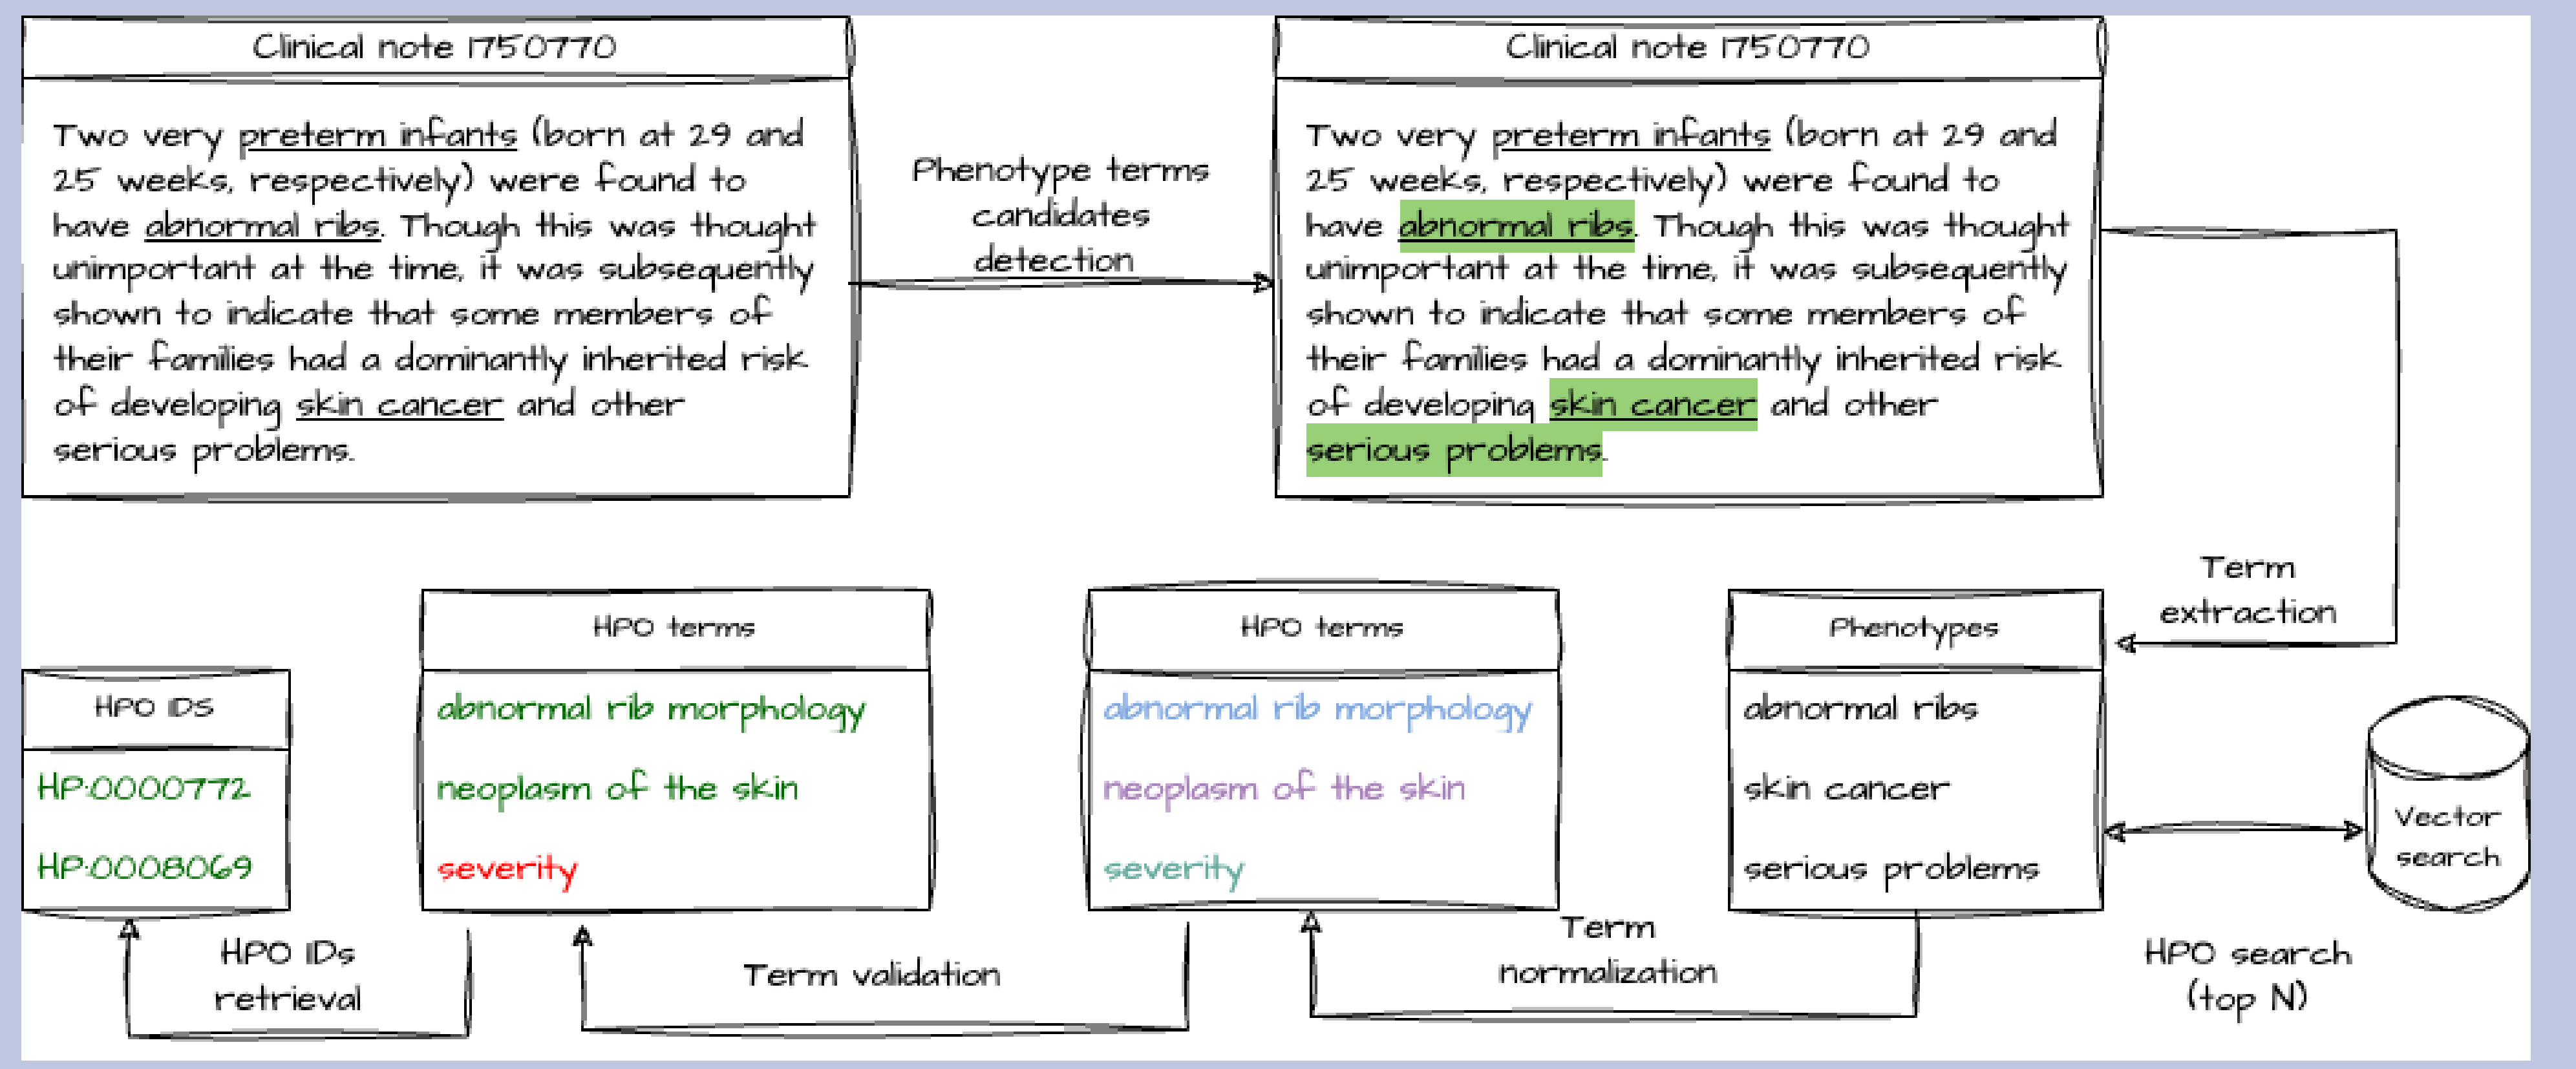 Clinical note 1750770
Two very preterm infants (born at 29 and
25 weeks, respectively) were found to
have abnormal ribs. Though this was thought
unimportant at the time, it was subsequently
shown to indicate that some members of
their families had a dominantly inherited risk
of developing skin cancer and other
serious problems.
Phenotype terms
candidates
detection
Clinical note 1750770
Two very preterm infants (born at 29 and
25 weeks, respectively) were found to
have abnormal ribs. Though this was thought
unimportant at the time, it was subsequently
shown to indicate that some members of
their families had a dominantly inherited risk
of developing skin cancer and other
serious problems.
Term
extraction
Phenotypes
abnormal ribs
skin cancer
serious problems
Vector
search
HPO search
(top N)
Term
normalization
HPO terms
abnormal rib morphology
neoplasm of the skin
severity
Term validation
HPO terms
abnormal rib morphology
neoplasm of the skin
severity
HPO IDs
retrieval
HPO IDS
HP:0000772
HP:0008069